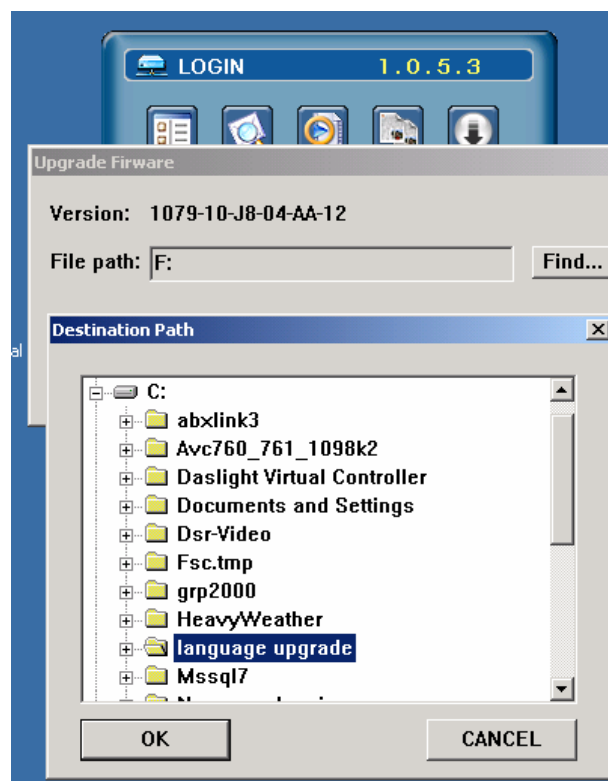 LOGIN 1.0.5.3
Upgrade Firware
Version: 1079-10-J8-04-AA-12
File path: F: Find...
Destination Path
al
C:
abxlink3
Avc760_761_1098k2
Daslight Virtual Controller
Documents and Settings
Dsr-Video
Fsc.tmp
grp2000
HeavyWeather
language upgrade
Mssql7
OK CANCEL